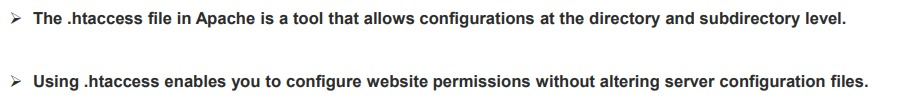 ➢ The .htaccess file in Apache is a tool that allows configurations at the directory and subdirectory level.
➢ Using .htaccess enables you to configure website permissions without altering server configuration files.